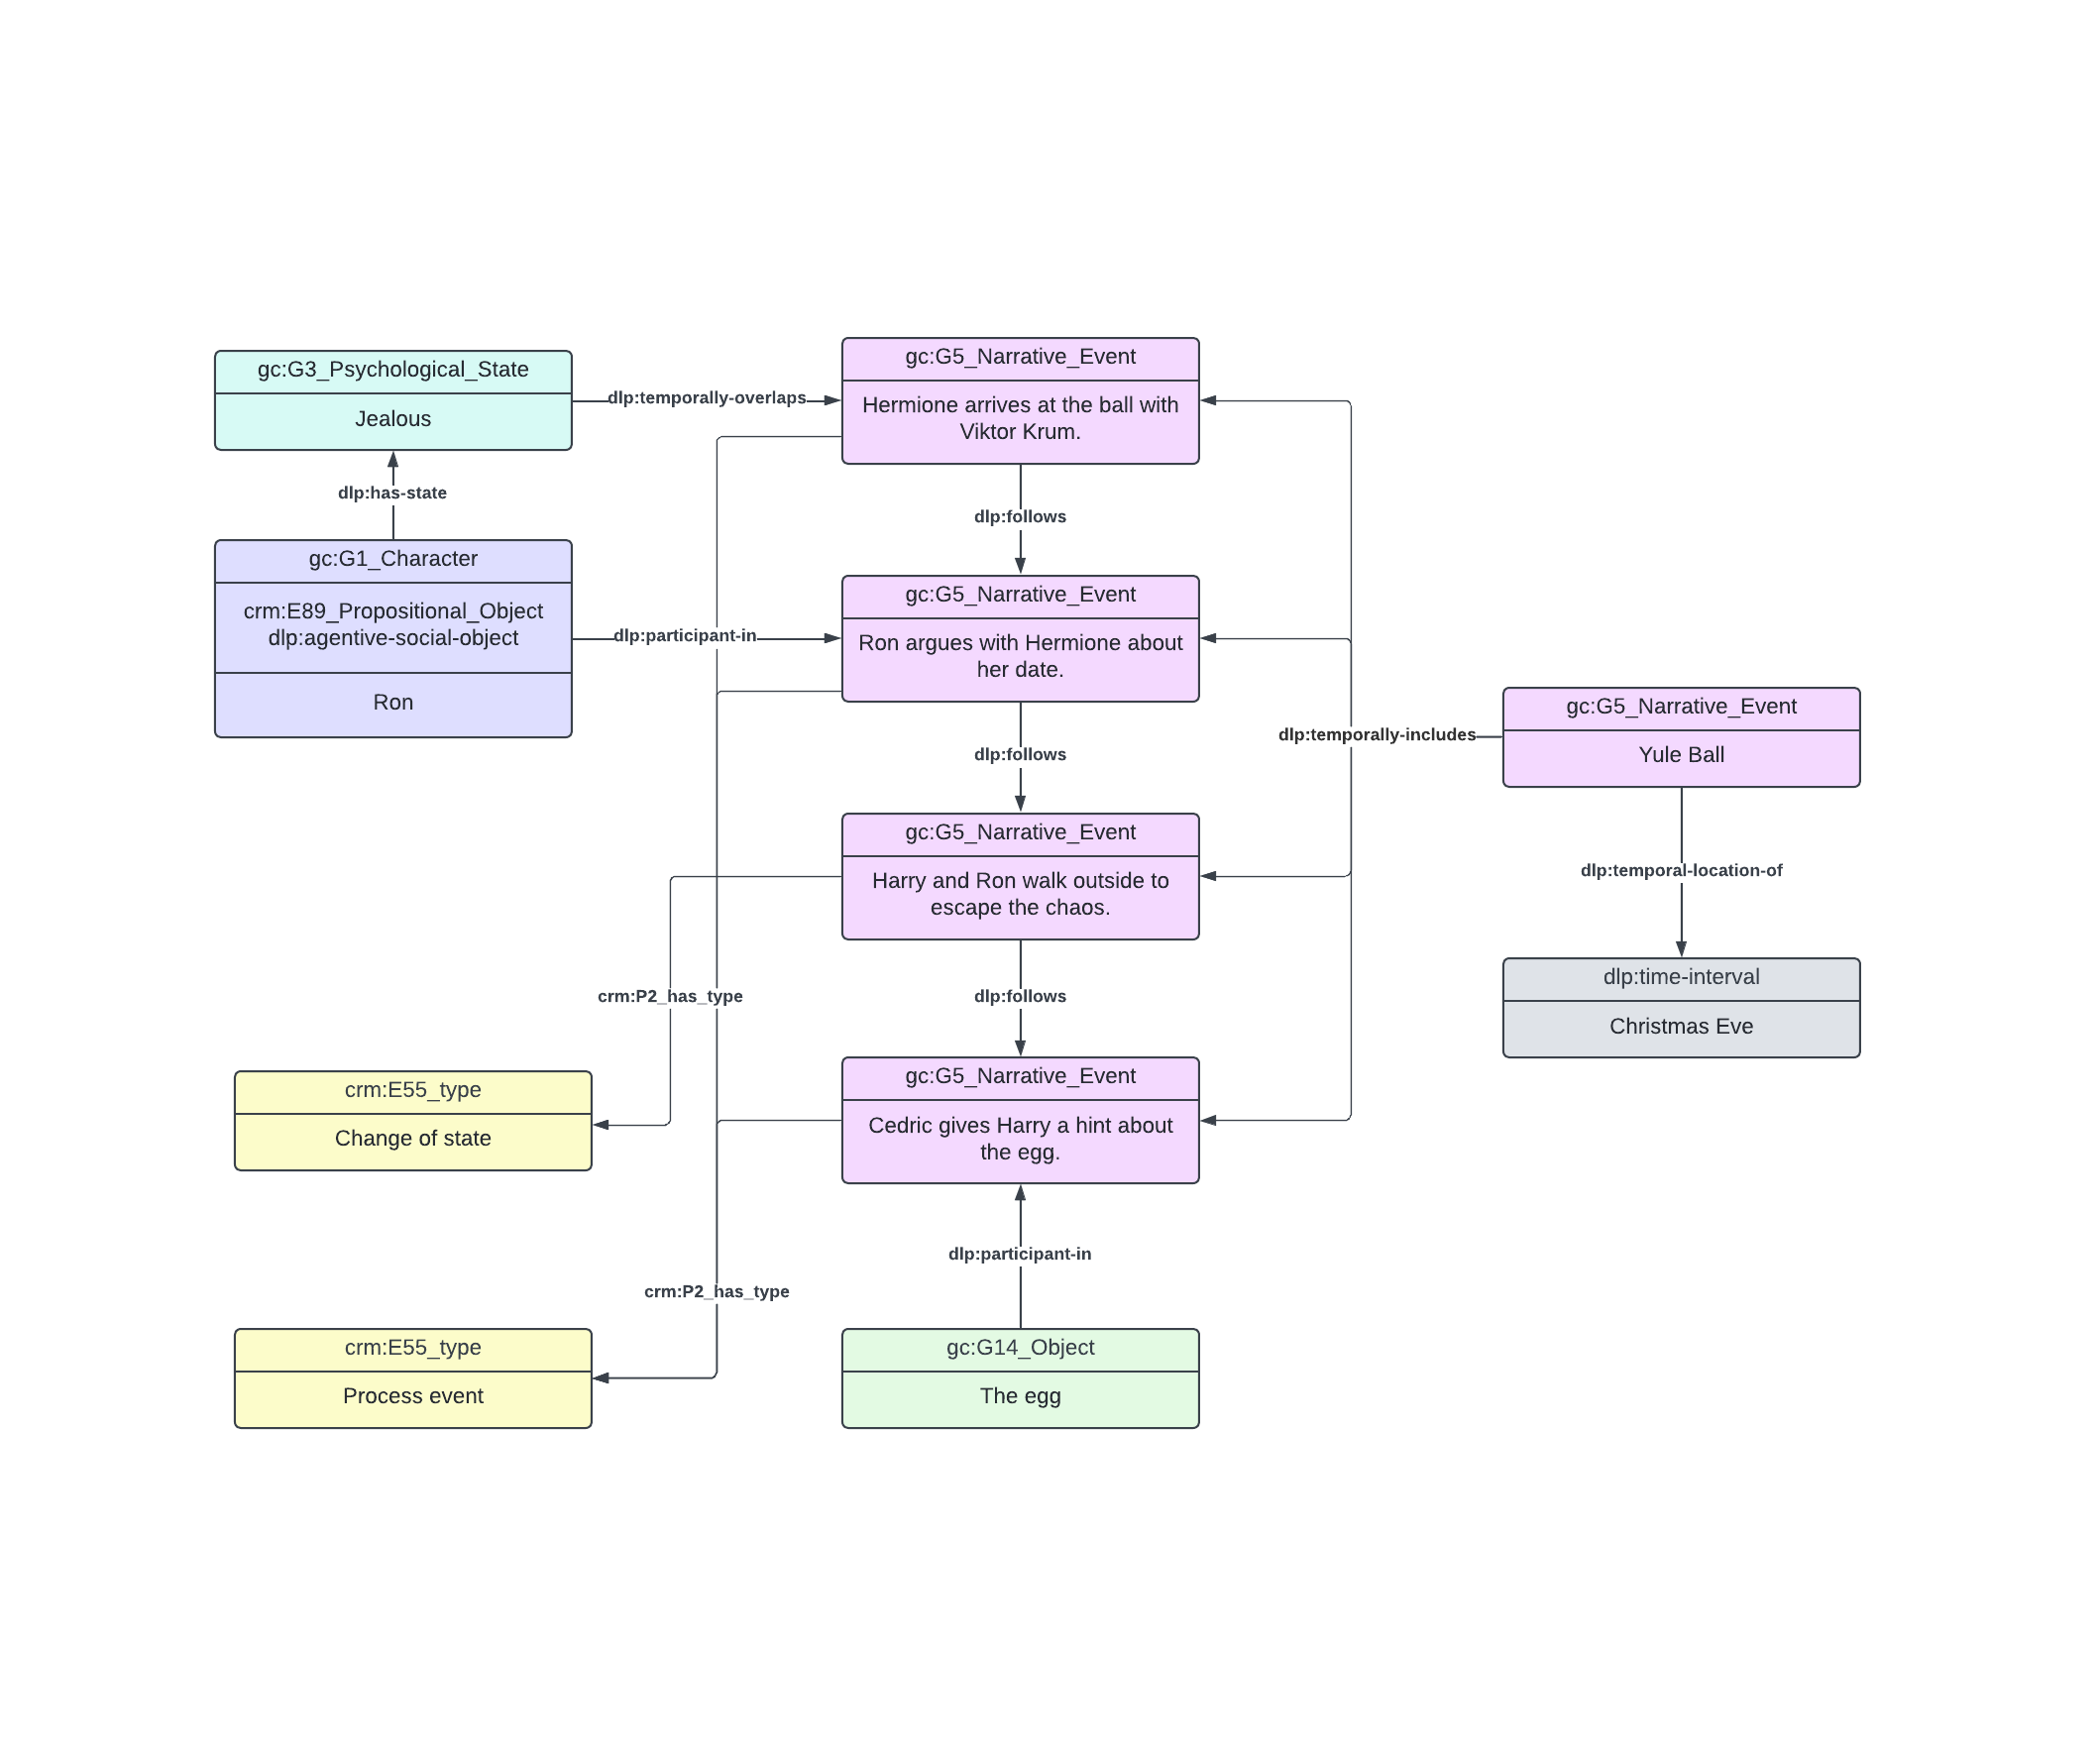 gc:G3_Psychological_State
Jealous
dlp:has-state
gc:G1_Character
crm:E89_Propositional_Object
dlp:agentive-social-object
Ron
dlp:temporally-overlaps
dlp:participant-in
gc:G5_Narrative_Event
Hermione arrives at the ball with
Viktor Krum.
dlp:follows
gc:G5_Narrative_Event
Ron argues with Hermione about
her date.
dlp:follows
gc:G5_Narrative_Event
Harry and Ron walk outside to
escape the chaos.
dlp:follows
gc:G5_Narrative_Event
Cedric gives Harry a hint about
the egg.
dlp:participant-in
gc:G14_Object
The egg
dlp:temporally-includes
gc:G5_Narrative_Event
Yule Ball
dlp:temporal-location-of
dlp:time-interval
Christmas Eve
crm:P2_has_type
crm:E55_type
Change of state
crm:P2_has_type
crm:E55_type
Process event